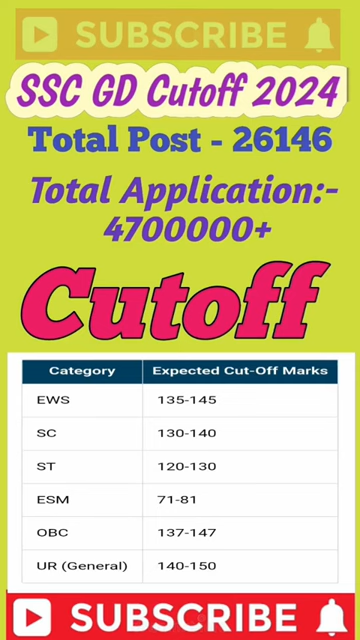 SUBSCRIBE
SSC GD Cutoff 2024
Total Post - 26146
Total Application:-
4700000+
Cutoff
Category Expected Cut-Off Marks
EWS 135-145
SC 130-140
ST 120-130
ESM 71-81
OBC 137-147
UR (General) 140-150
SUBSCRIBE